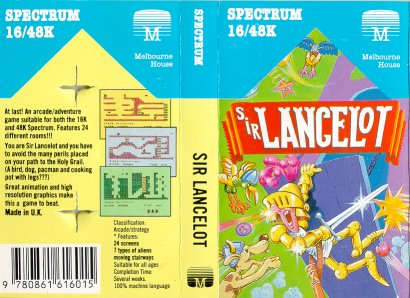 SPECTRUM
16/48K
M
Melbourne
House
At last! An arcade/adventure
game suitable for both the 16K
and 48K Spectrum. Features 24
different rooms!!!
You are Sir Lancelot and you have
to avoid the many perils placed
on your path to the Holy Grail.
(A bird, dog, pacman and cooking
pot with legs???)
Great animation and high
resolution graphics make
this a game to beat.
Made in U.K.
Classification:
Arcade/strategy
* Features:
24 screens
7 types of aliens
moving stairways
Suitable for all ages
Completion Time:
Several weeks.
100% machine language
9 780861 616015
SPECTRUM
16/48K
SIR LANCELOT
M
SPECTRUM
16/48K
M
Melbourne
House
SIR
LANCELOT